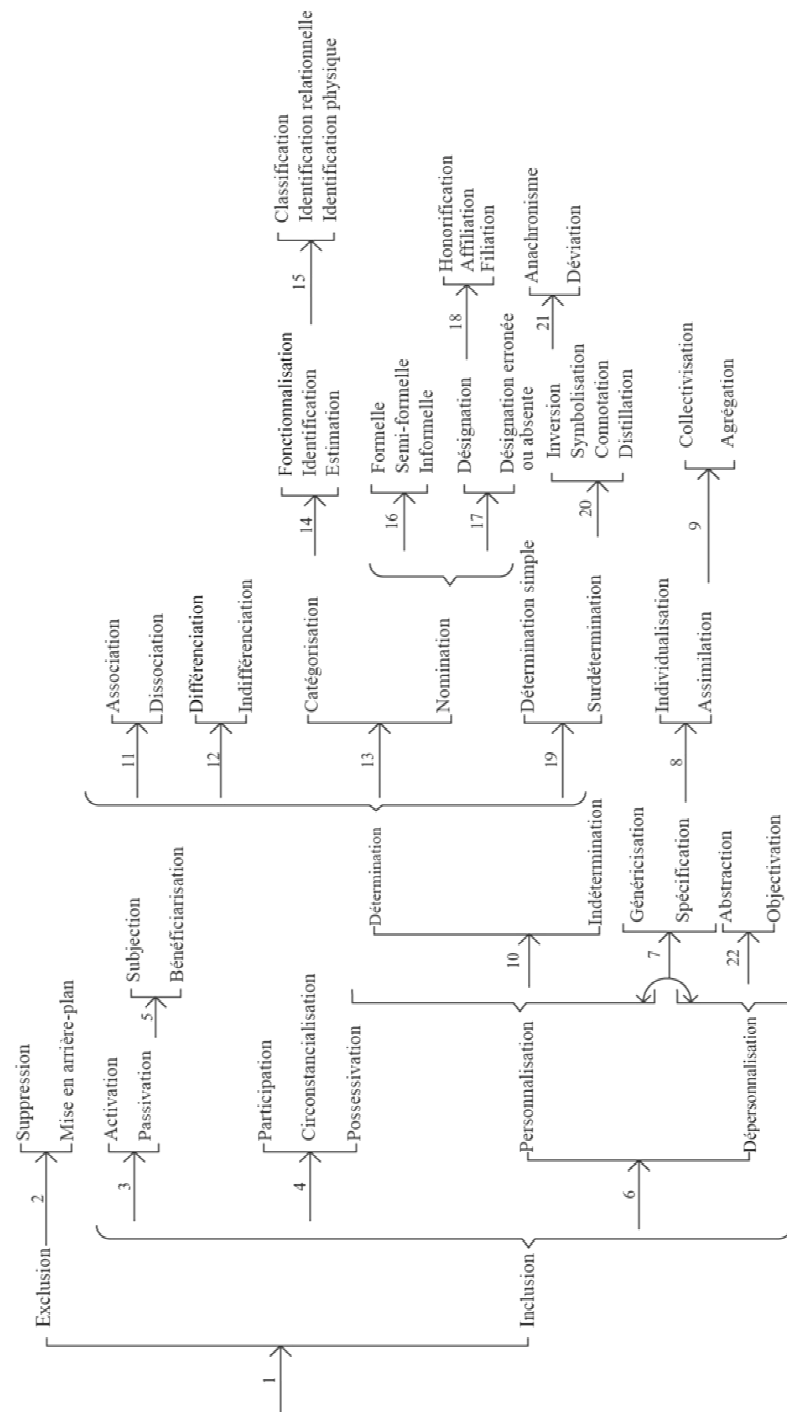 1
Exclusion
Inclusion
2
Suppression
Mise en arrière-plan
3
Activation
Passivation
5
Subjection
Bénéficiarisation
4
Participation
Circonstancialisation
Possessivation
6
Personnalisation
Dépersonnalisation
10
Détermination
Indétermination
7
Généricisation
Spécification
22
Abstraction
Objectivation
11
Association
Dissociation
12
Différenciation
Indifférenciation
13
Catégorisation
Nomination
19
Détermination simple
Surdétermination
8
Individualisation
Assimilation
14
Fonctionnalisation
Identification
Estimation
15
Classification
Identification relationnelle
Identification physique
16
Formelle
Semi-formelle
Informelle
17
Désignation
Désignation erronée
ou absente
18
Honorification
Affiliation
Filiation
20
Inversion
Symbolisation
Connotation
Distillation
21
Anachronisme
Déviation
9
Collectivisation
Agrégation